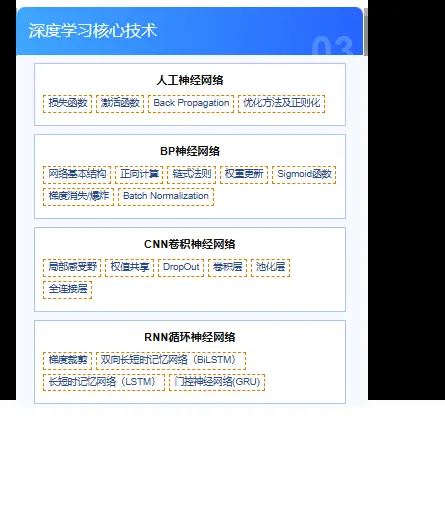 深度学习核心技术
03
人工神经网络
损失函数 激活函数 Back Propagation 优化方法及正则化
BP神经网络
网络基本结构 正向计算 链式法则 权重更新 Sigmoid函数
梯度消失/爆炸 Batch Normalization
CNN卷积神经网络
局部感受野 权值共享 DropOut 卷积层 池化层
全连接层
RNN循环神经网络
梯度裁剪 双向长短时记忆网络（BiLSTM）
长短时记忆网络（LSTM） 门控神经网络(GRU)